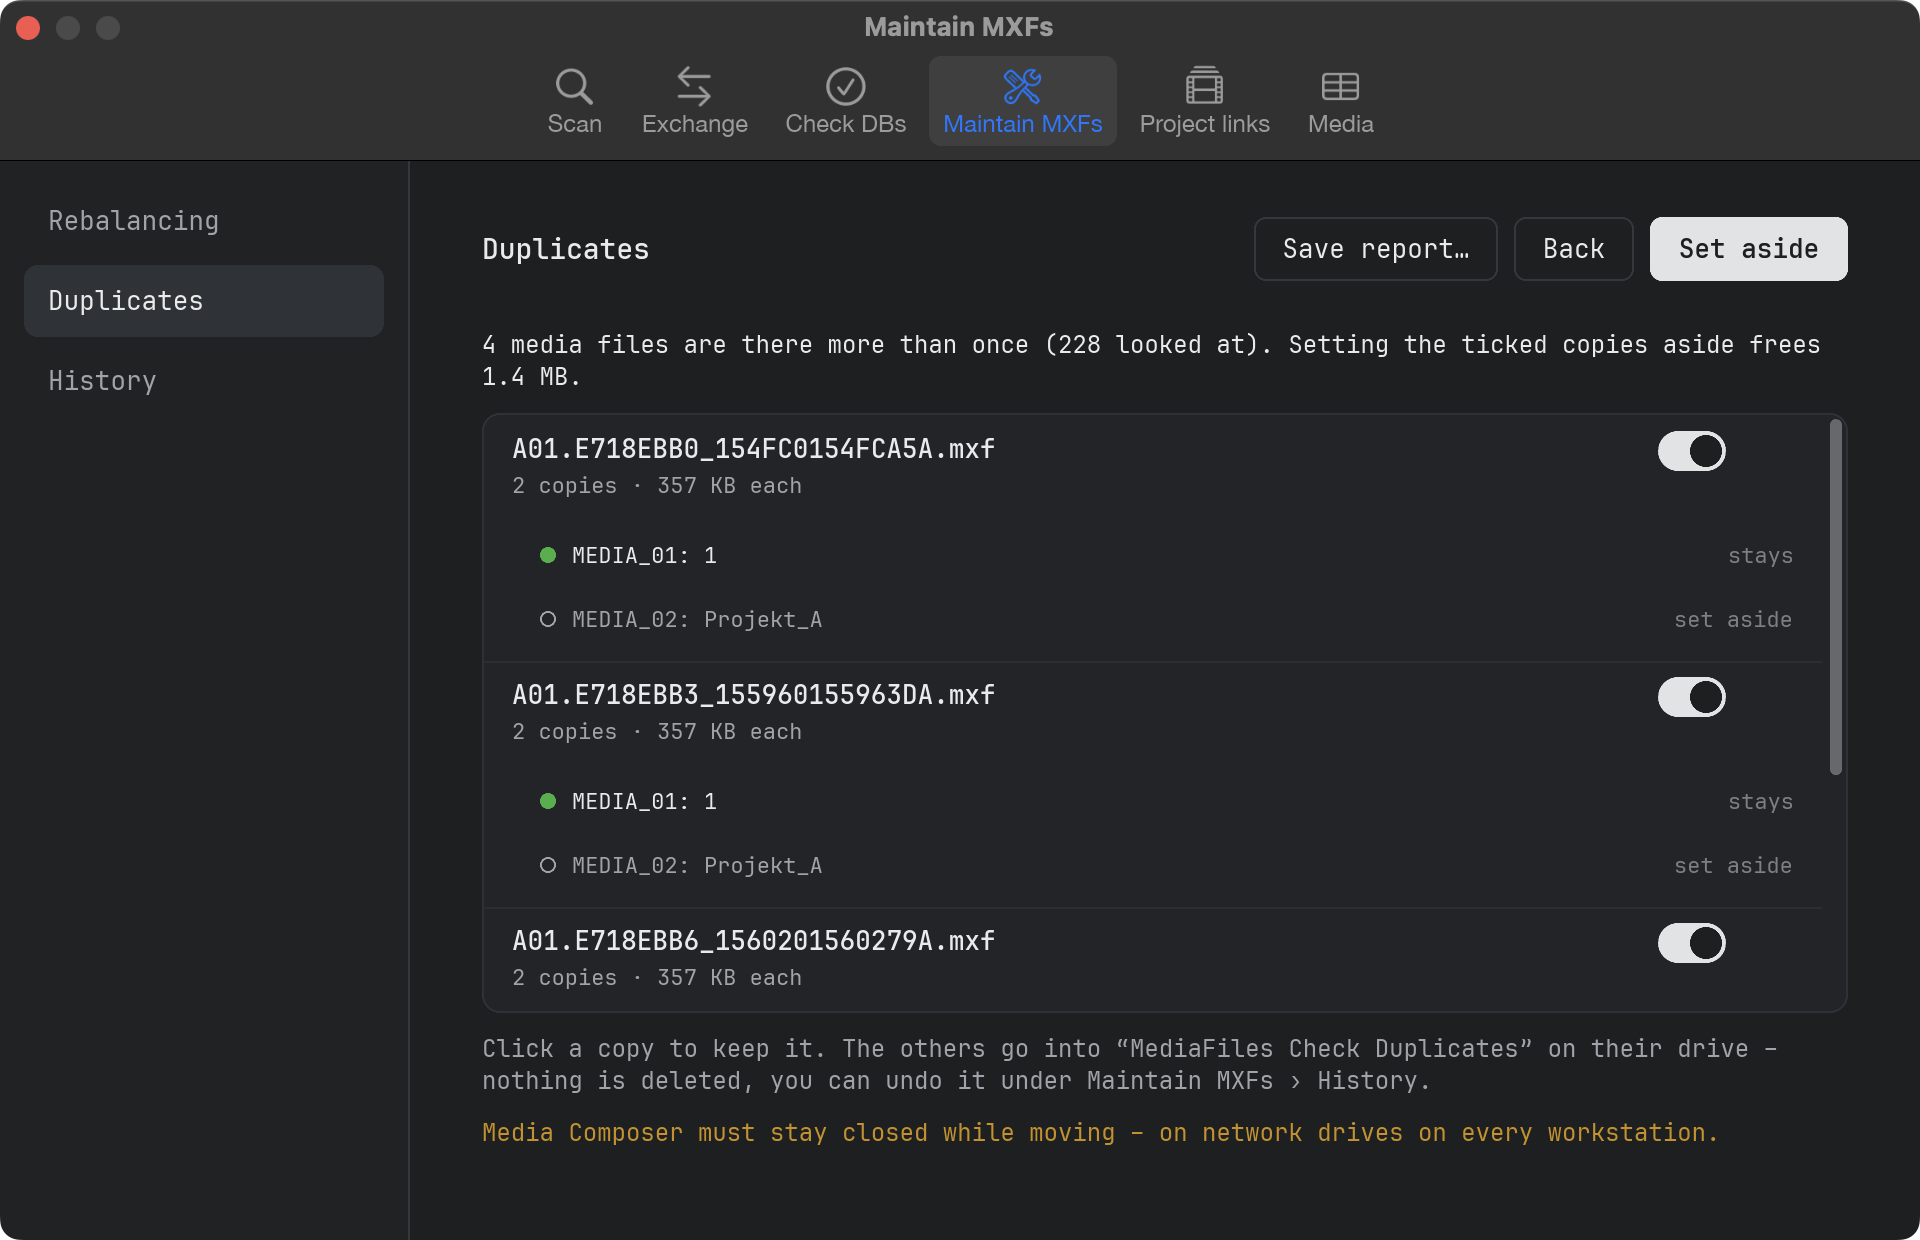 Maintain MXFs
Scan
Exchange
Check DBs
Maintain MXFs
Project links
Media
Rebalancing
Duplicates
History
Duplicates
Save report…
Back
Set aside
4 media files are there more than once (228 looked at). Setting the ticked copies aside frees
1.4 MB.
A01.E718EBB0_154FC0154FCA5A.mxf
2 copies · 357 KB each
MEDIA_01: 1
stays
MEDIA_02: Projekt_A
set aside
A01.E718EBB3_155960155963DA.mxf
2 copies · 357 KB each
MEDIA_01: 1
stays
MEDIA_02: Projekt_A
set aside
A01.E718EBB6_1560201560279A.mxf
2 copies · 357 KB each
Click a copy to keep it. The others go into “MediaFiles Check Duplicates” on their drive –
nothing is deleted, you can undo it under Maintain MXFs › History.
Media Composer must stay closed while moving – on network drives on every workstation.